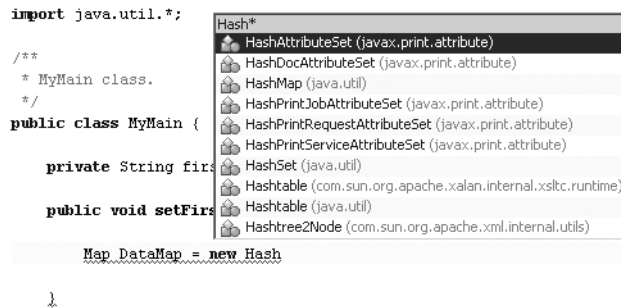 import java.util.*;
/**
* MyMain class.
*/
public class MyMain {
private String firs
public void setFirs
Map DataMap = new Hash
}
Hash*
HashAttributeSet (javax.print.attribute)
HashDocAttributeSet (javax.print.attribute)
HashMap (java.util)
HashPrintJobAttributeSet (javax.print.attribute)
HashPrintRequestAttributeSet (javax.print.attribute)
HashPrintServiceAttributeSet (javax.print.attribute)
HashSet (java.util)
Hashtable (com.sun.org.apache.xalan.internal.xsltc.runtime)
Hashtable (java.util)
Hashtree2Node (com.sun.org.apache.xml.internal.utils)